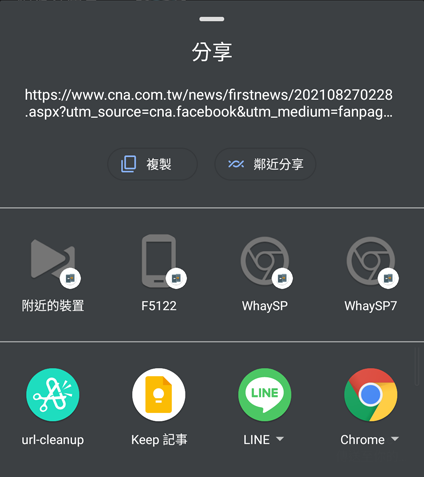 分享
https://www.cna.com.tw/news/firstnews/202108270228
.aspx?utm_source=cna.facebook&utm_medium=fanpag...
複製
鄰近分享
附近的裝置
F5122
WhaySP
WhaySP7
LINE
url-cleanup
Keep 記事
LINE
Chrome